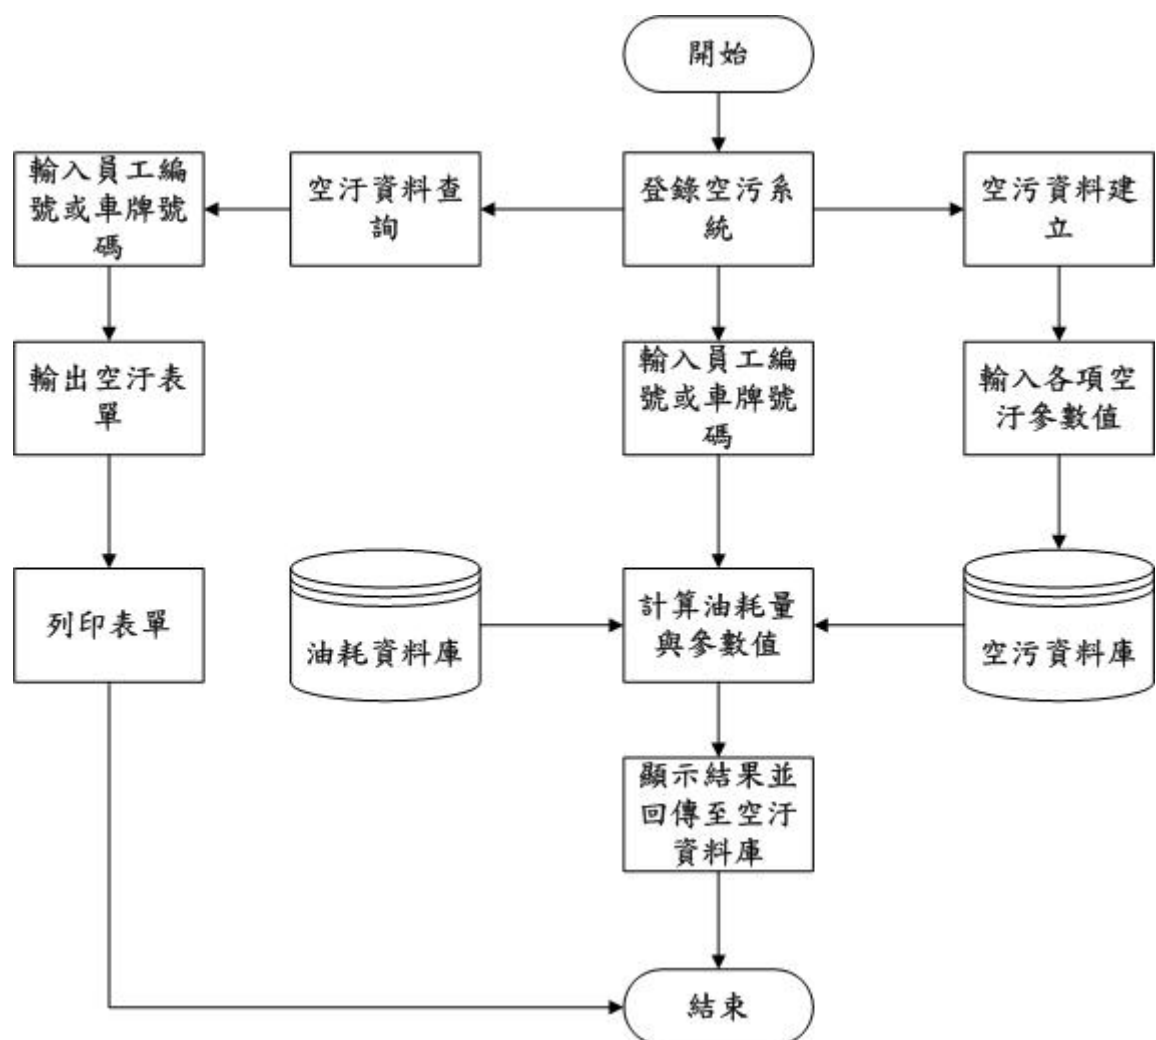 開始
輸入員工編
號或車牌號
碼
空汙資料查
詢
登錄空污系
統
空污資料建
立
輸出空汙表
單
輸入員工編
號或車牌號
碼
輸入各項空
汙參數值
列印表單
油耗資料庫
計算油耗量
與參數值
空污資料庫
顯示結果並
回傳至空汙
資料庫
結束